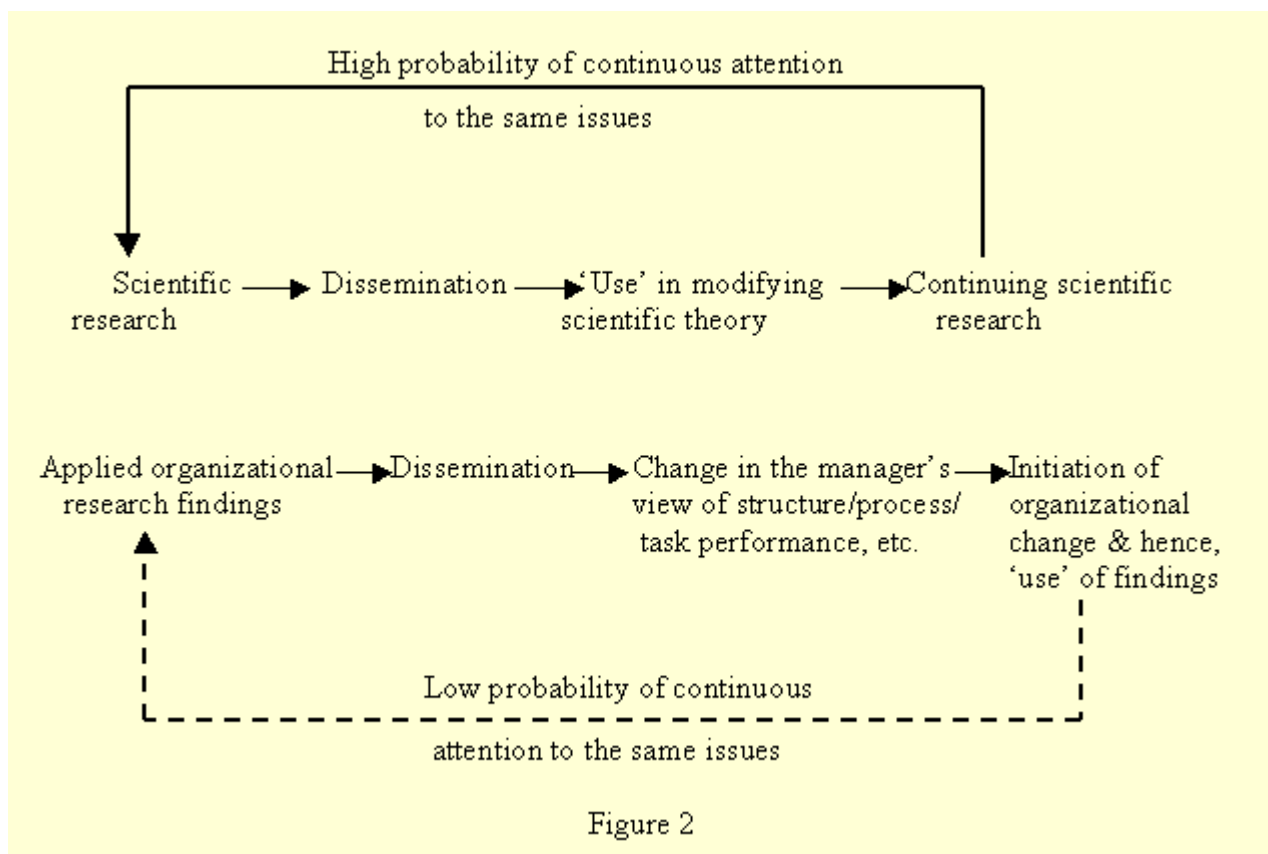 High probability of continuous attention
to the same issues
Scientific
research
Dissemination
‘Use’ in modifying
scientific theory
Continuing scientific
research
Applied organizational
research findings
Dissemination
Change in the manager’s
view of structure/process/
task performance, etc.
Initiation of
organizational
change & hence,
‘use’ of findings
Low probability of continuous
attention to the same issues
Figure 2